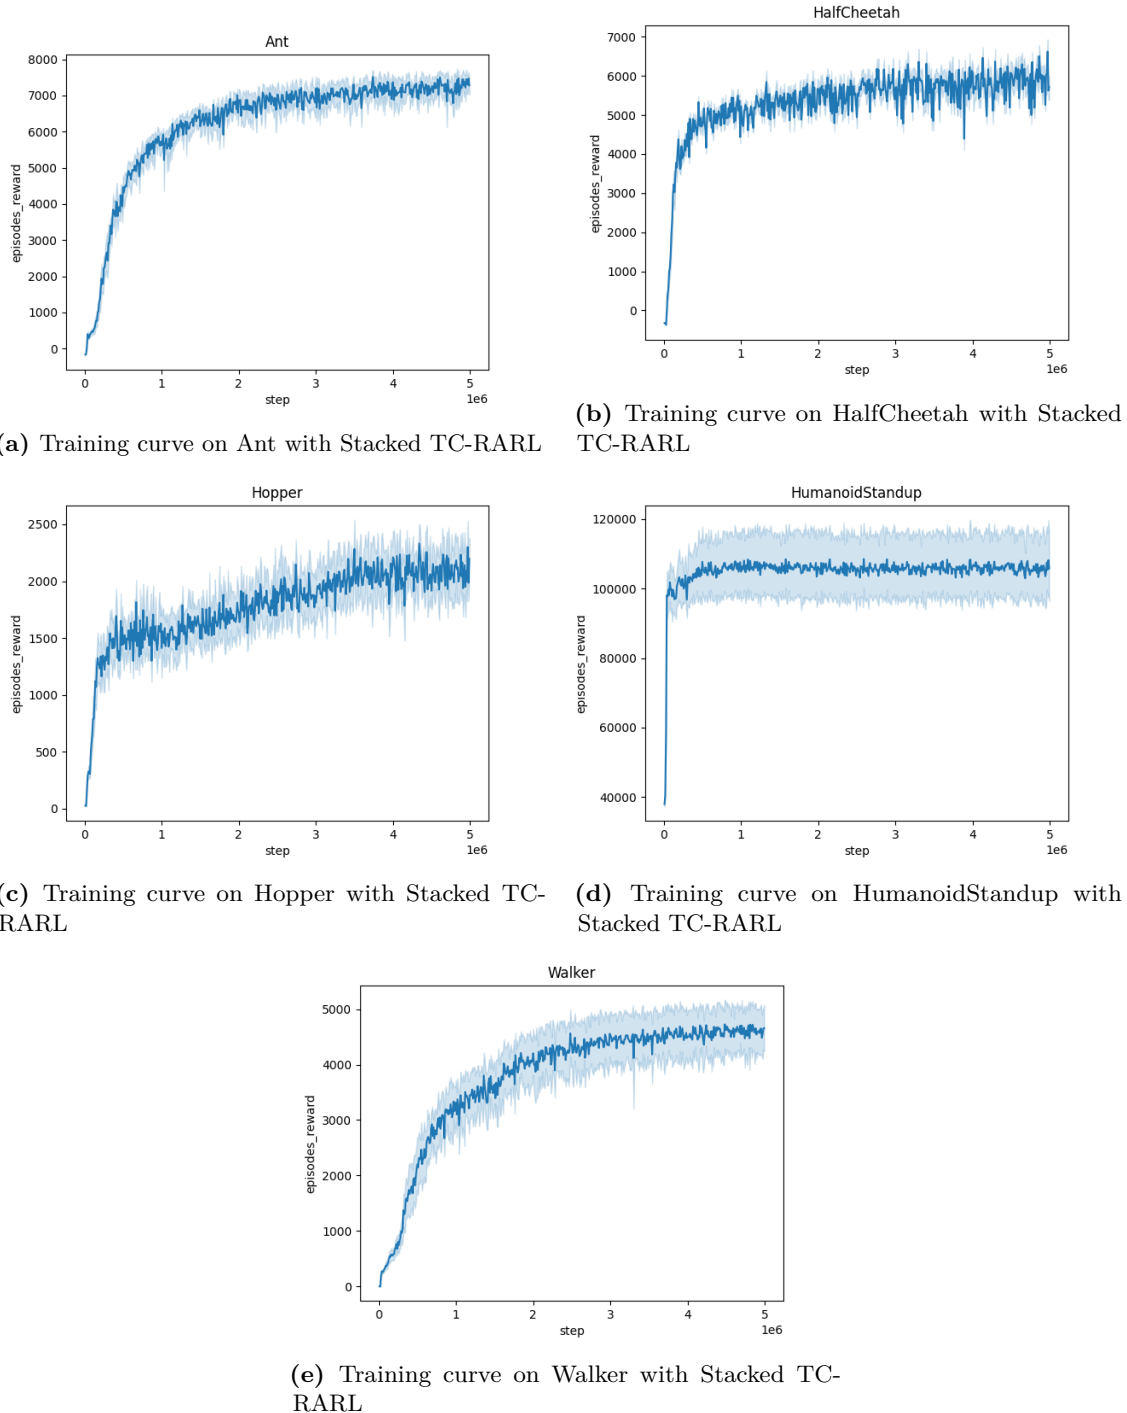 Ant
8000
7000
6000
5000
4000
3000
2000
1000
0
episodes_reward
0 1 2 3 4 5
step
1e6
(a) Training curve on Ant with Stacked TC-RARL
HalfCheetah
7000
6000
5000
4000
3000
2000
1000
0
episodes_reward
0 1 2 3 4 5
step
1e6
(b) Training curve on HalfCheetah with Stacked
TC-RARL
Hopper
2500
2000
1500
1000
500
0
episodes_reward
0 1 2 3 4 5
step
1e6
(c) Training curve on Hopper with Stacked TC-
RARL
HumanoidStandup
120000
100000
80000
60000
40000
episodes_reward
0 1 2 3 4 5
step
1e6
(d) Training curve on HumanoidStandup with
Stacked TC-RARL
Walker
5000
4000
3000
2000
1000
0
episodes_reward
0 1 2 3 4 5
step
1e6
(e) Training curve on Walker with Stacked TC-
RARL